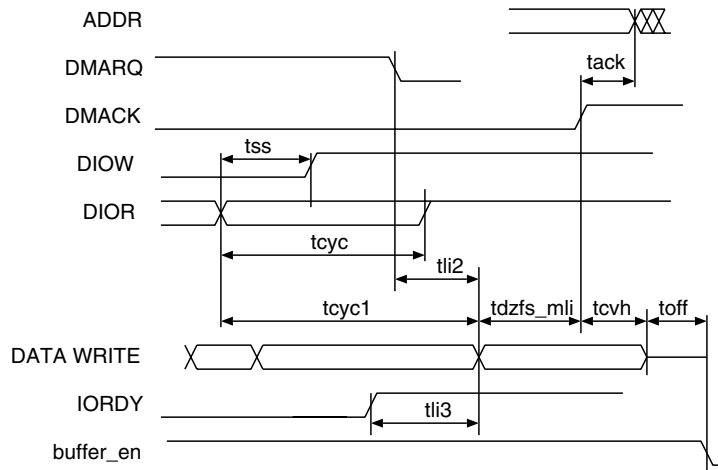 ADDR
DMARQ
tack
DMACK
tss
DIOW
DIOR
tcyc
tli2
tcyc1
tdzfs_mli
tcvh
toff
DATA WRITE
IORDY
tli3
buffer_en